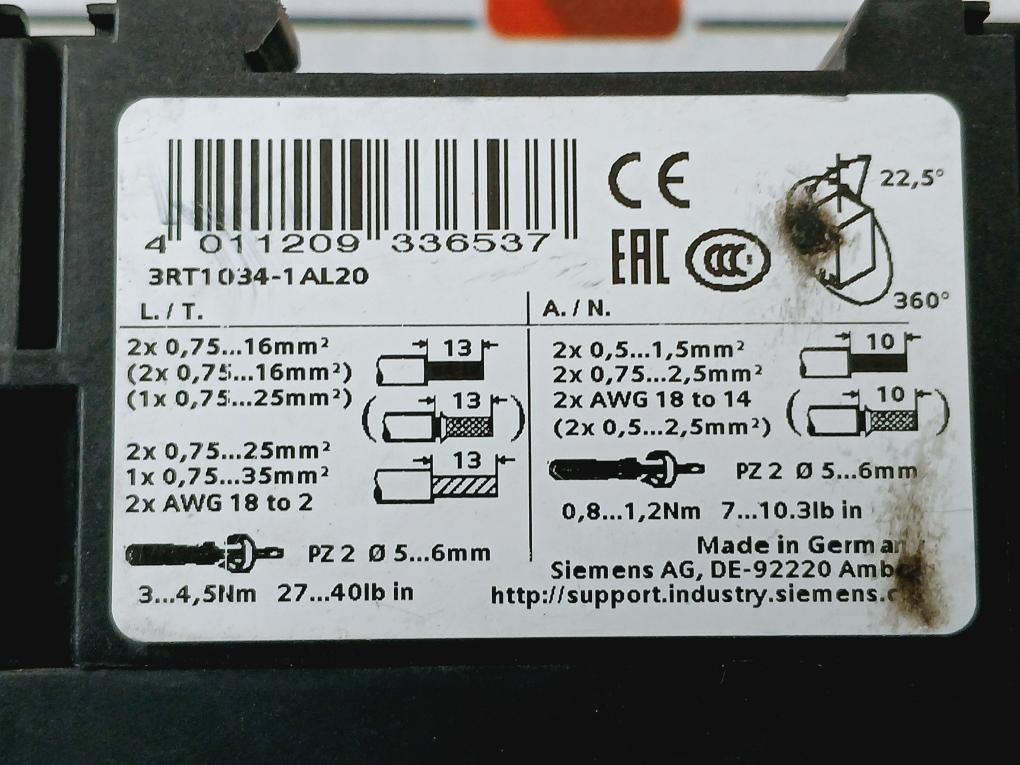 4 011209 336537
3RT1034-1AL20
CE
EAC
CCC
22,5°
360°
L. / T.
2x 0,75...16mm²
(2x 0,75...16mm²)
(1x 0,75...25mm²)
13
13
2x 0,75...25mm²
1x 0,75...35mm²
2x AWG 18 to 2
13
PZ 2 Ø 5...6mm
3...4,5Nm 27...40lb in
A. / N.
2x 0,5...1,5mm²
2x 0,75...2,5mm²
2x AWG 18 to 14
(2x 0,5...2,5mm²)
10
10
PZ 2 Ø 5...6mm
0,8...1,2Nm 7...10.3lb in
Made in German
Siemens AG, DE-92220 Amb
http://support.industry.siemens.c